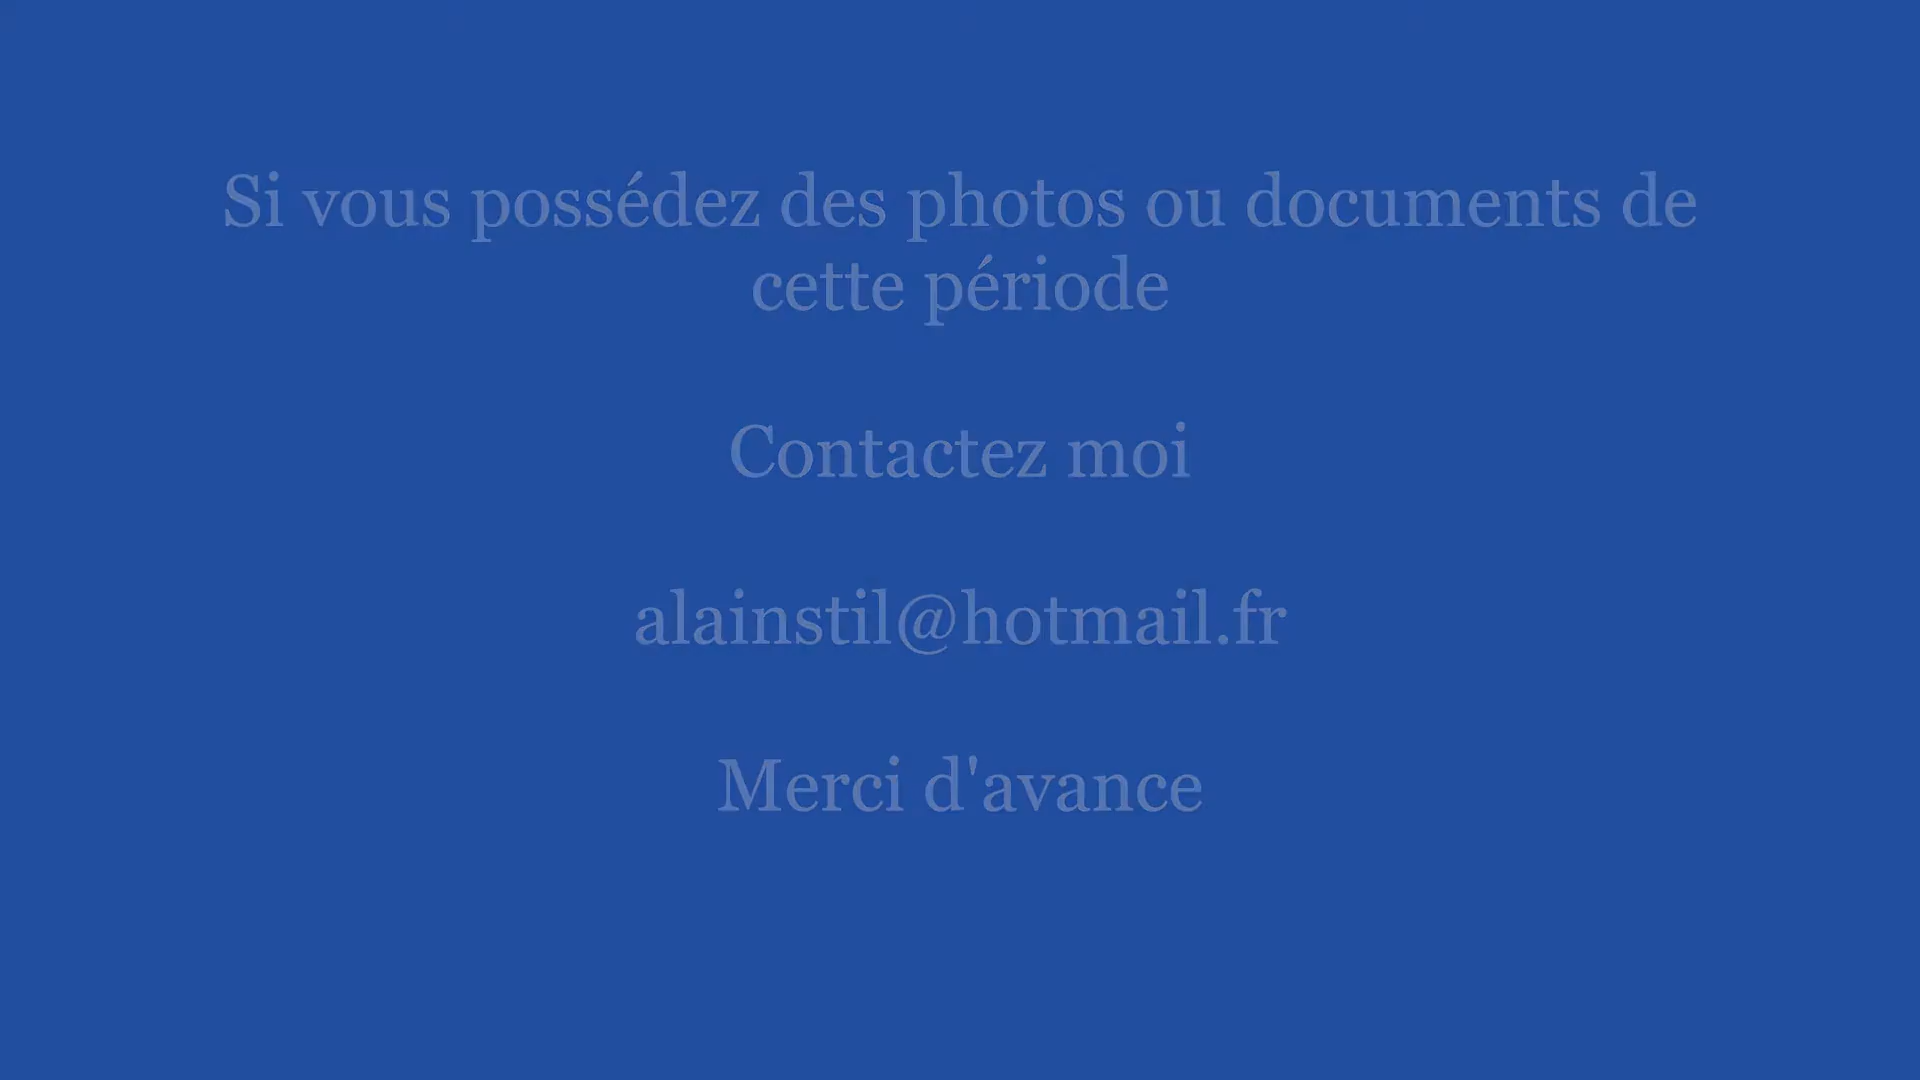 Si vous possédez des photos ou documents de
cette période
Contactez moi
alainstil@hotmail.fr
Merci d'avance